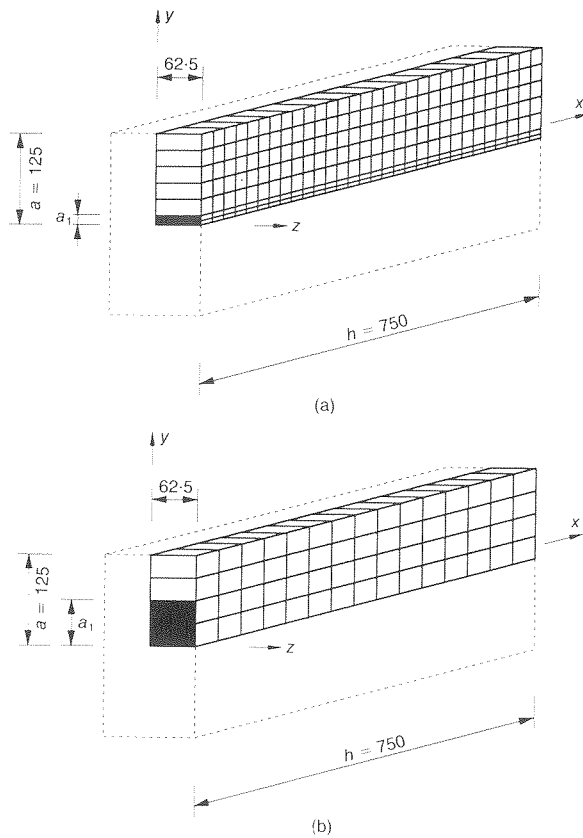 y
62·5
x
a = 125
a₁
z
h = 750
(a)
y
62·5
x
a = 125
a₁
z
h = 750
(b)